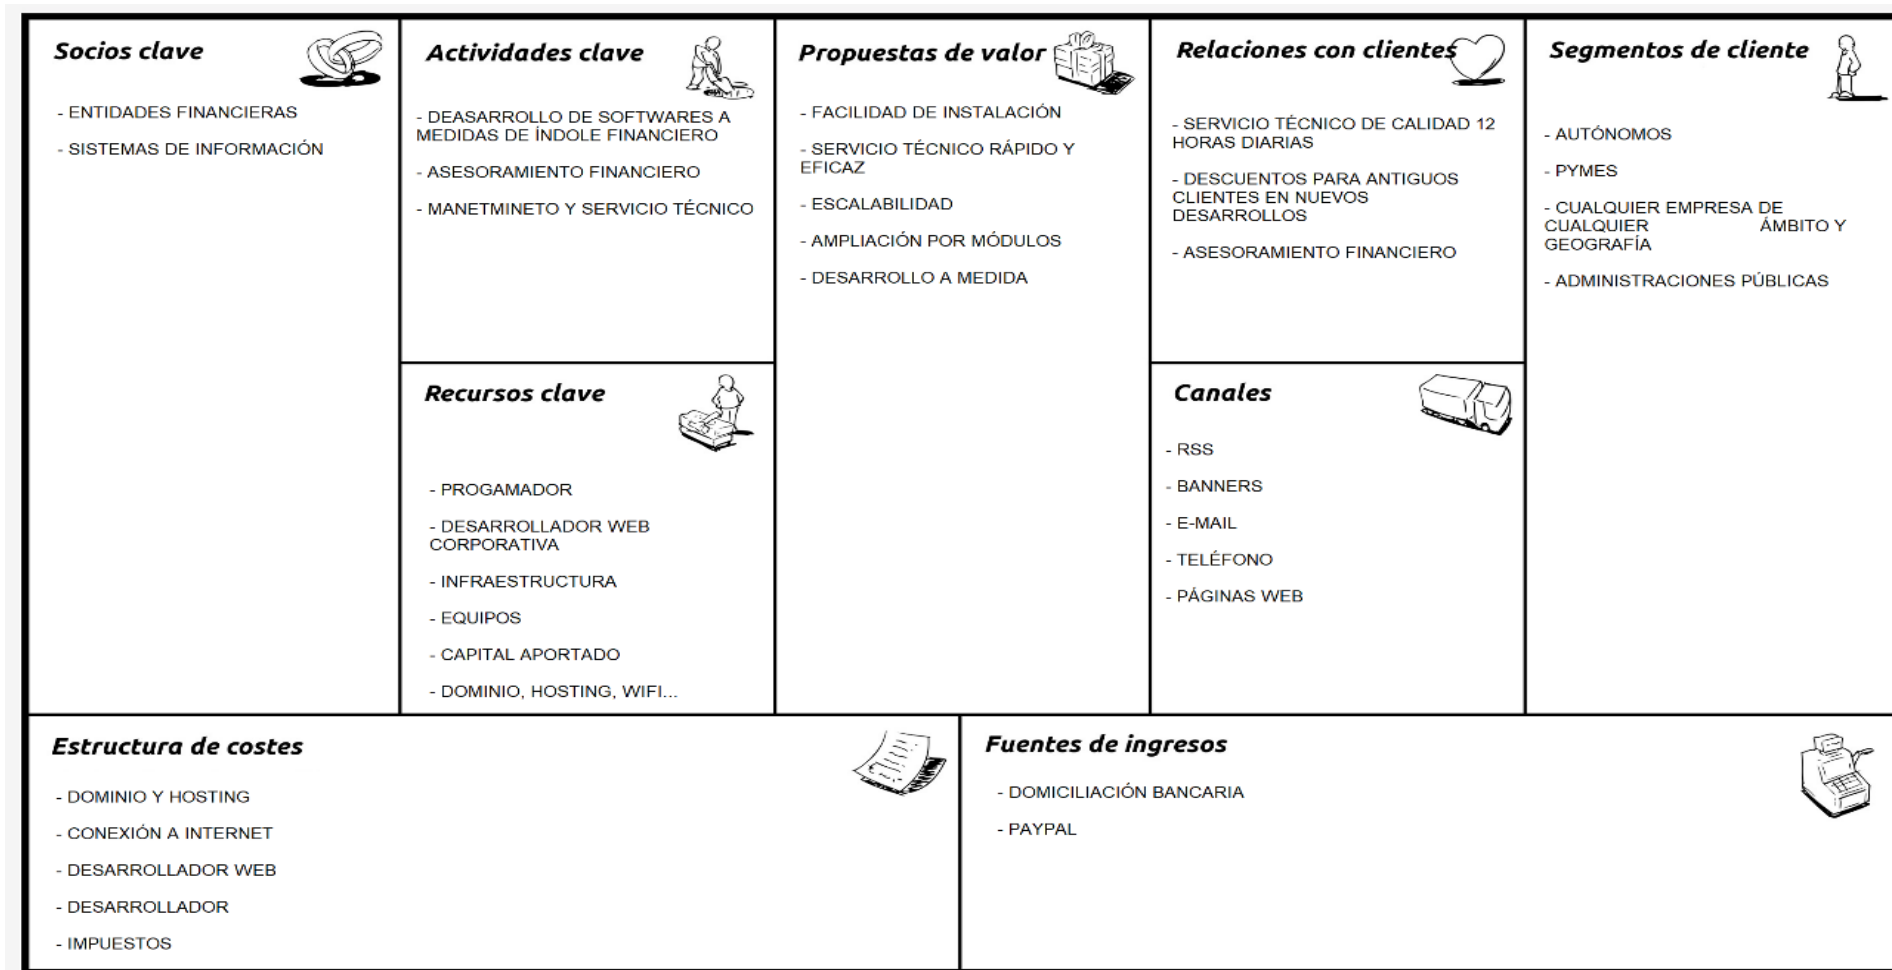 Socios clave
- ENTIDADES FINANCIERAS
- SISTEMAS DE INFORMACIÓN
Actividades clave
- DEASARROLLO DE SOFTWARES A
MEDIDAS DE ÍNDOLE FINANCIERO
- ASESORAMIENTO FINANCIERO
- MANETMINETO Y SERVICIO TÉCNICO
Recursos clave
- PROGAMADOR
- DESARROLLADOR WEB
CORPORATIVA
- INFRAESTRUCTURA
- EQUIPOS
- CAPITAL APORTADO
- DOMINIO, HOSTING, WIFI...
Propuestas de valor
- FACILIDAD DE INSTALACIÓN
- SERVICIO TÉCNICO RÁPIDO Y
EFICAZ
- ESCALABILIDAD
- AMPLIACIÓN POR MÓDULOS
- DESARROLLO A MEDIDA
Relaciones con clientes
- SERVICIO TÉCNICO DE CALIDAD 12
HORAS DIARIAS
- DESCUENTOS PARA ANTIGUOS
CLIENTES EN NUEVOS
DESARROLLOS
- ASESORAMIENTO FINANCIERO
Canales
- RSS
- BANNERS
- E-MAIL
- TELÉFONO
- PÁGINAS WEB
Segmentos de cliente
- AUTÓNOMOS
- PYMES
- CUALQUIER EMPRESA DE
CUALQUIER ÁMBITO Y
GEOGRAFÍA
- ADMINISTRACIONES PÚBLICAS
Estructura de costes
- DOMINIO Y HOSTING
- CONEXIÓN A INTERNET
- DESARROLLADOR WEB
- DESARROLLADOR
- IMPUESTOS
Fuentes de ingresos
- DOMICILIACIÓN BANCARIA
- PAYPAL